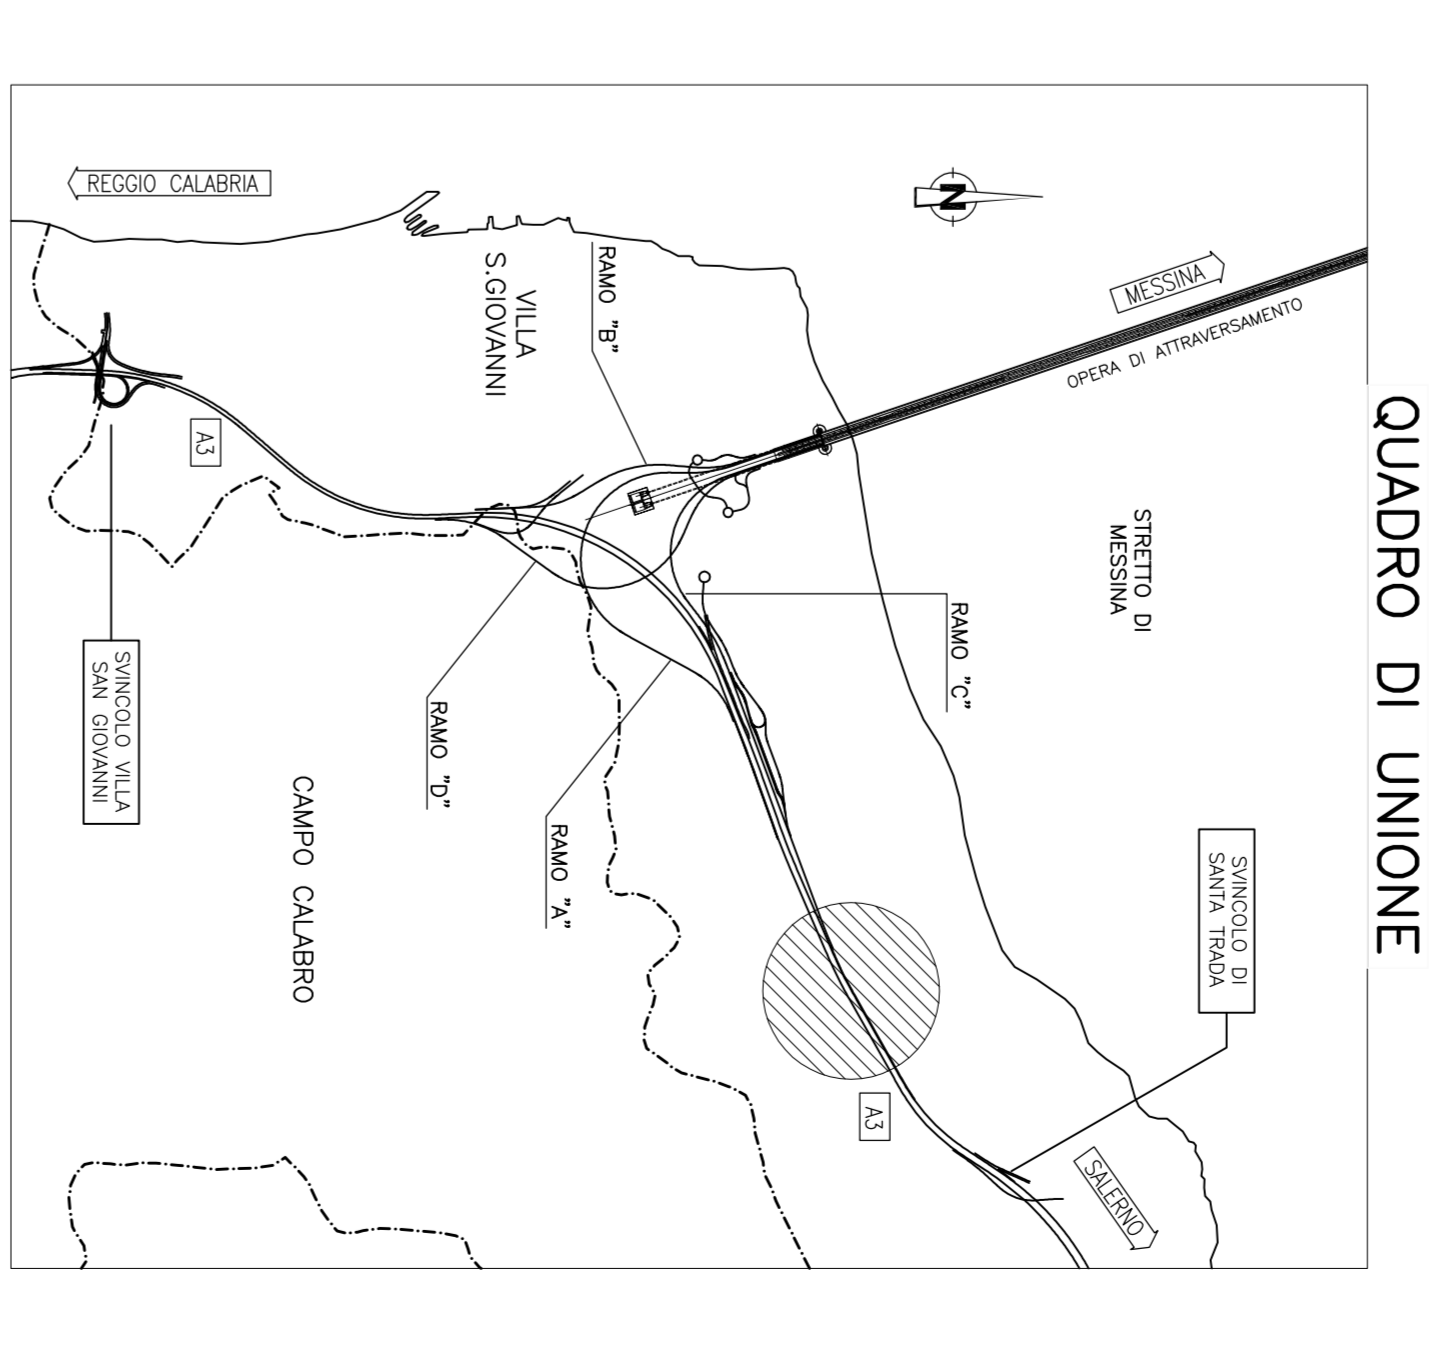 QUADRO DI UNIONE
REGGIO CALABRIA
N
MESSINA
OPERA DI ATTRAVERSAMENTO
VILLA
S.GIOVANNI
RAMO "B"
STRETTO DI
MESSINA
A3
RAMO "C"
SVINCOLO VILLA
SAN GIOVANNI
RAMO "D"
RAMO "A"
CAMPO CALABRO
SVINCOLO DI
SANTA TRADA
A3
SALERNO